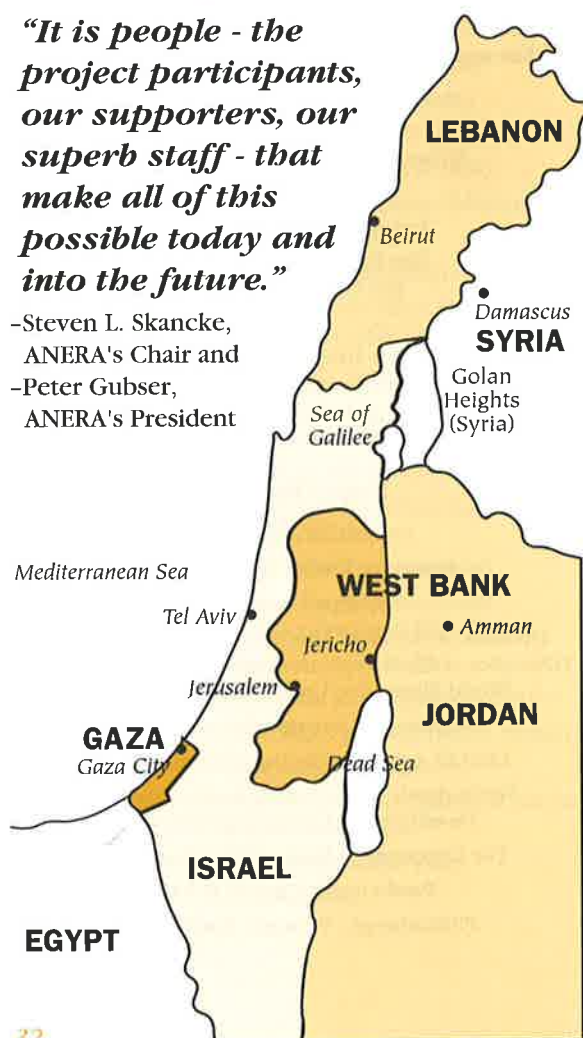 “It is people - the
project participants,
our supporters, our
superb staff - that
make all of this
possible today and
into the future.”
-Steven L. Skancke,
ANERA's Chair and
-Peter Gubser,
ANERA's President
LEBANON
Beirut
Damascus
SYRIA
Golan
Heights
(Syria)
Sea of
Galilee
Mediterranean Sea
WEST BANK
Tel Aviv
Amman
Jericho
Jerusalem
JORDAN
GAZA
Gaza City
Dead Sea
ISRAEL
EGYPT